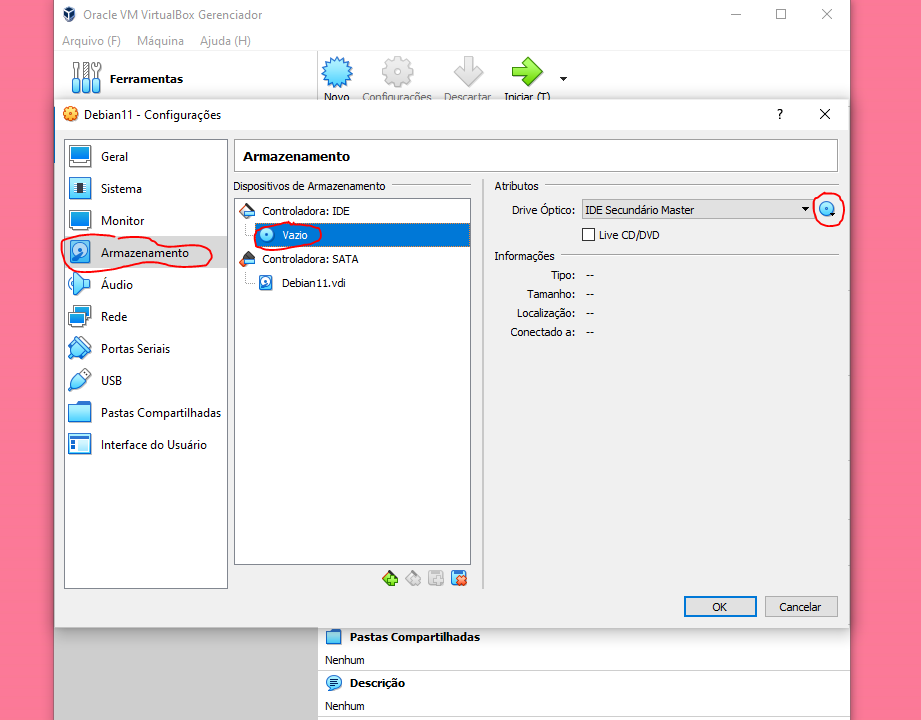 Oracle VM VirtualBox Gerenciador
Arquivo (F) Máquina Ajuda (H)
Ferramentas
Novo Configurações Descartar Iniciar (T)
Debian11 - Configurações ?
Geral
Sistema
Monitor
Armazenamento
Áudio
Rede
Portas Seriais
USB
Pastas Compartilhadas
Interface do Usuário
Armazenamento
Dispositivos de Armazenamento
Controladora: IDE
Vazio
Controladora: SATA
Debian11.vdi
Atributos
Drive Óptico: IDE Secundário Master
Live CD/DVD
Informações
Tipo: --
Tamanho: --
Localização: --
Conectado a: --
OK Cancelar
Pastas Compartilhadas
Nenhum
Descrição
Nenhum